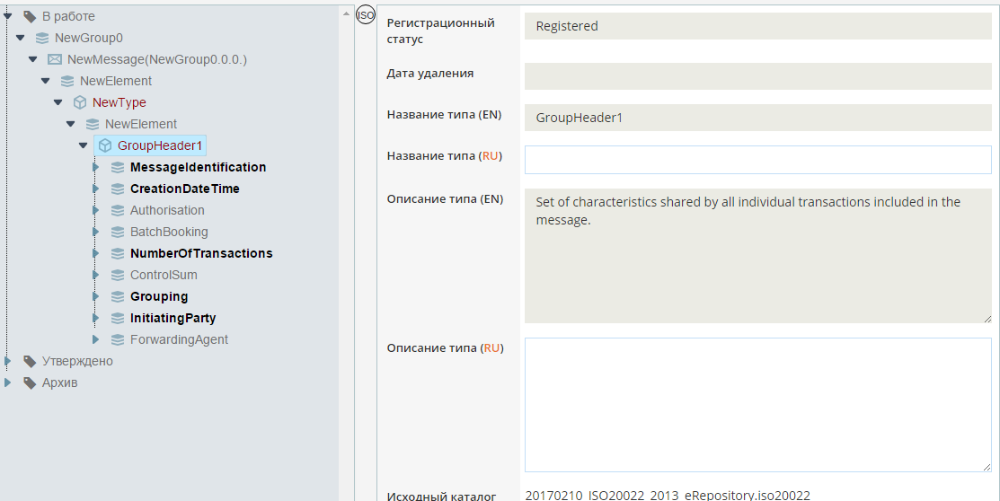 В работе
NewGroup0
NewMessage(NewGroup0.0.0.)
NewElement
NewType
NewElement
GroupHeader1
MessageIdentification
CreationDateTime
Authorisation
BatchBooking
NumberOfTransactions
ControlSum
Grouping
InitiatingParty
ForwardingAgent
Утверждено
Архив
ISO
Регистрационный
статус
Registered
Дата удаления
Название типа (EN)
GroupHeader1
Название типа (RU)
Описание типа (EN)
Set of characteristics shared by all individual transactions included in the
message.
Описание типа (RU)
Исходный каталог
20170210_ISO20022_2013_eRepository.iso20022